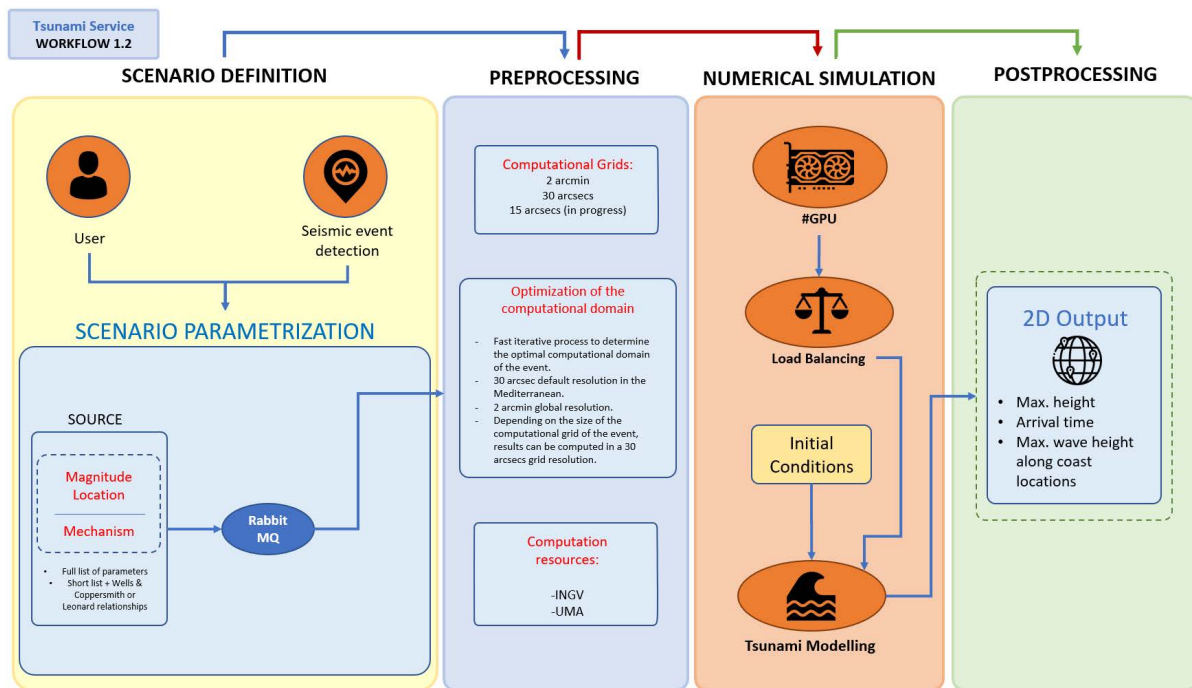 Tsunami Service
WORKFLOW 1.2
SCENARIO DEFINITION
PREPROCESSING
NUMERICAL SIMULATION
POSTPROCESSING
User
Seismic event
detection
SCENARIO PARAMETRIZATION
SOURCE
Magnitude
Location
Mechanism
• Full list of parameters
• Short list + Wells &
Coppersmith or
Leonard relationships
Rabbit
MQ
Computational Grids:
2 arcmin
30 arcsecs
15 arcsecs (in progress)
Optimization of the
computational domain
- Fast iterative process to determine
the optimal computational domain
of the event.
- 30 arcsec default resolution in the
Mediterranean.
- 2 arcmin global resolution.
- Depending on the size of the
computational grid of the event,
results can be computed in a 30
arcsecs grid resolution.
Computation
resources:
-INGV
-UMA
#GPU
Load Balancing
Initial
Conditions
Tsunami Modelling
2D Output
• Max. height
• Arrival time
• Max. wave height
along coast
locations